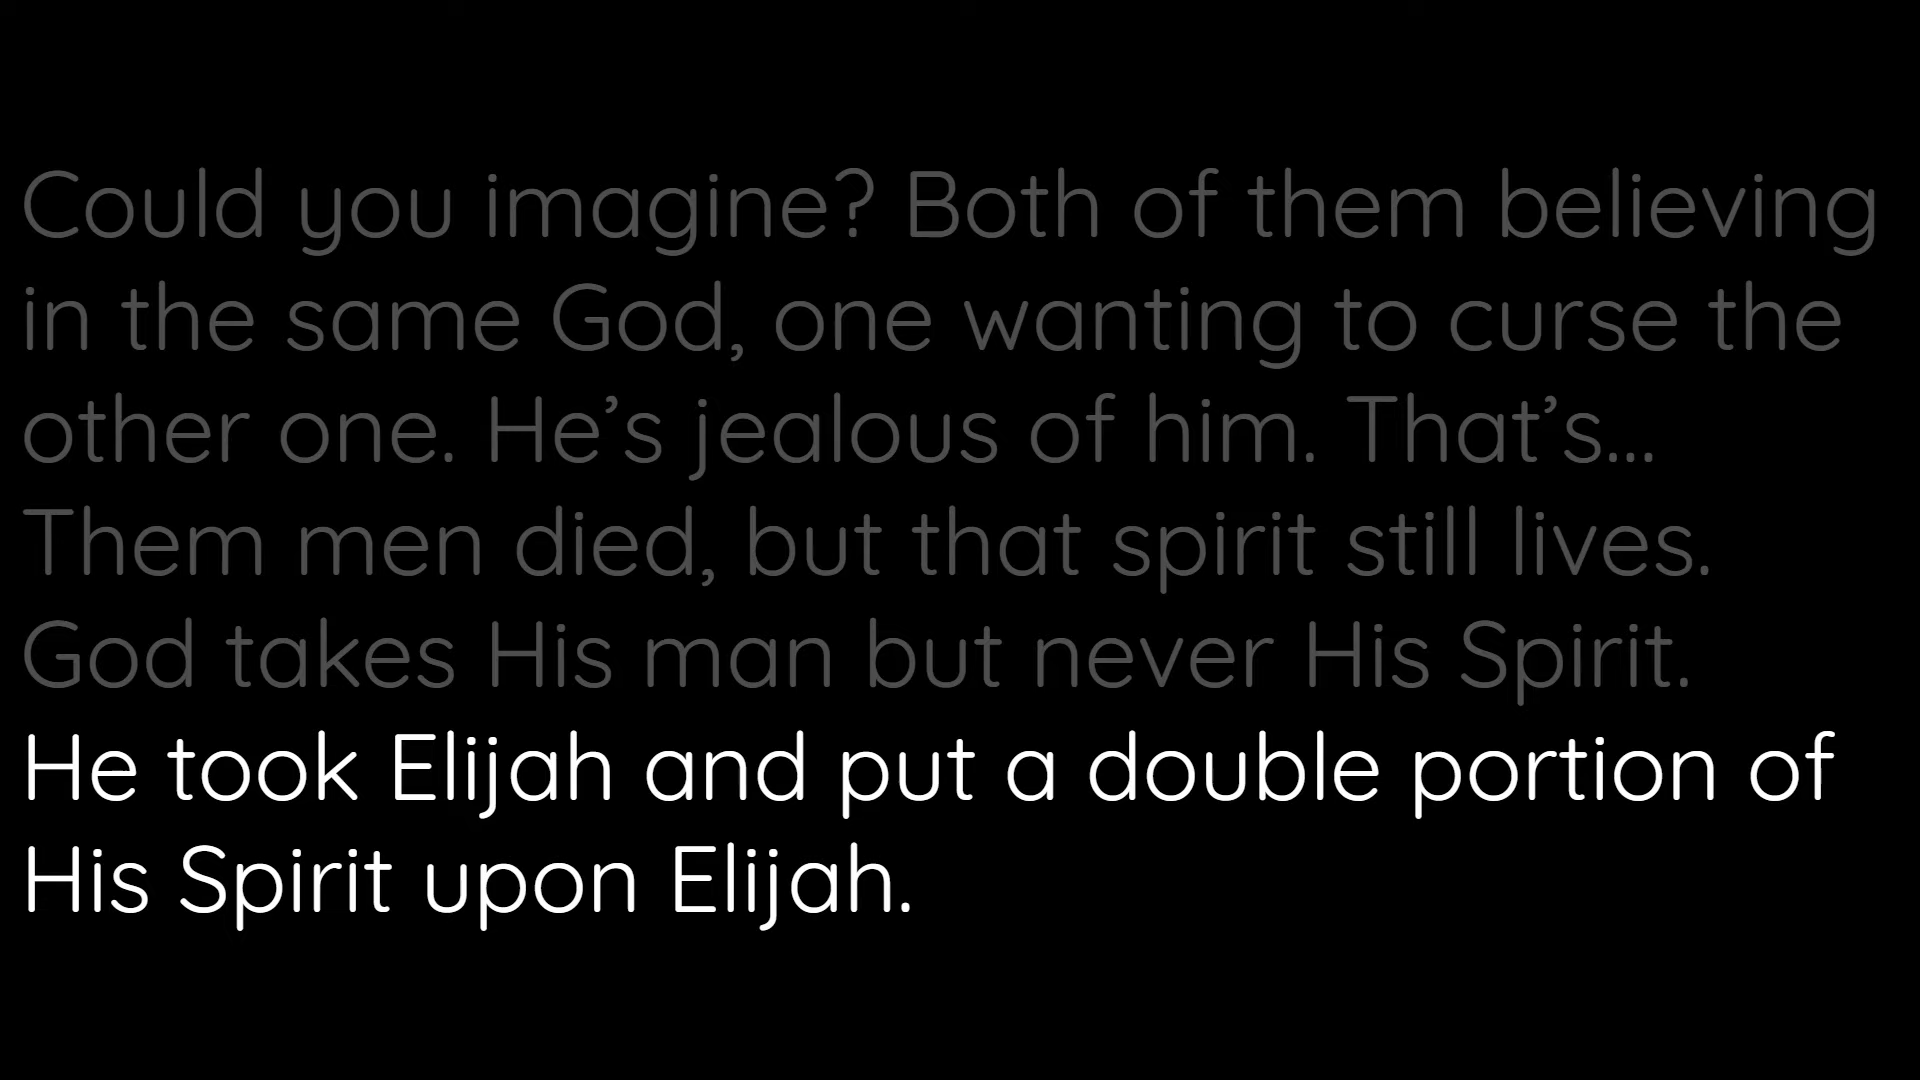 Could you imagine? Both of them believing
in the same God, one wanting to curse the
other one. He’s jealous of him. That’s...
Them men died, but that spirit still lives.
God takes His man but never His Spirit.
He took Elijah and put a double portion of
His Spirit upon Elijah.